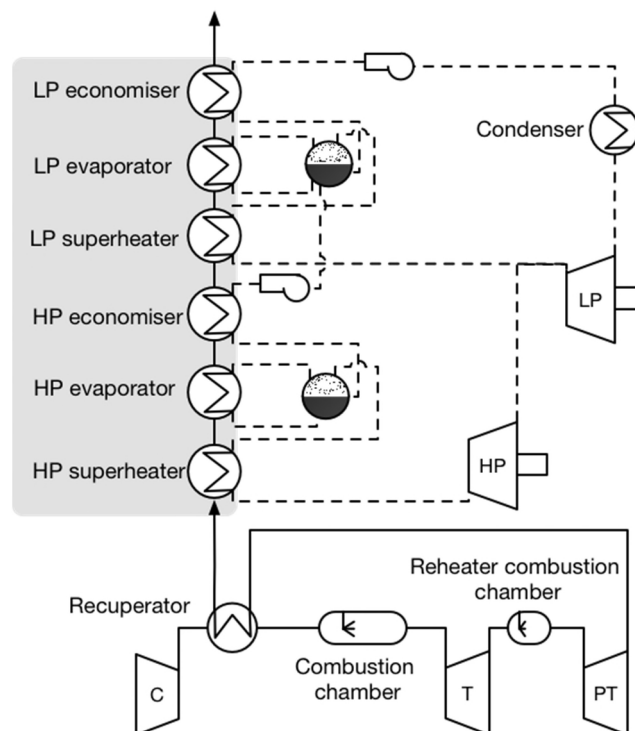 LP economiser
Condenser
LP evaporator
LP superheater
LP
HP economiser
HP evaporator
HP superheater
HP
Reheater combustion
chamber
Recuperator
Combustion
chamber
C
T
PT